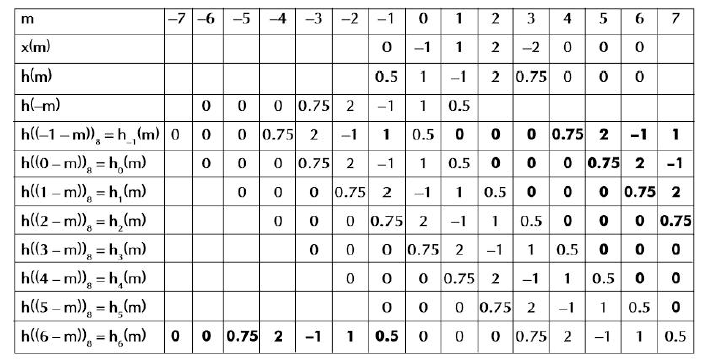 m –7 –6 –5 –4 –3 –2 –1 0 1 2 3 4 5 6 7
x(m) 0 –1 1 2 –2 0 0 0
h(m) 0.5 1 –1 2 0.75 0 0 0
h(–m) 0 0 0 0.75 2 –1 1 0.5
h((–1 – m))₈ = h₋₁(m) 0 0 0 0.75 2 –1 1 0.5 0 0 0 0.75 2 –1 1
h((0 – m))₈ = h₀(m) 0 0 0 0.75 2 –1 1 0.5 0 0 0 0.75 2 –1
h((1 – m))₈ = h₁(m) 0 0 0 0.75 2 –1 1 0.5 0 0 0 0.75 2
h((2 – m))₈ = h₂(m) 0 0 0 0.75 2 –1 1 0.5 0 0 0 0.75
h((3 – m))₈ = h₃(m) 0 0 0 0.75 2 –1 1 0.5 0 0 0
h((4 – m))₈ = h₄(m) 0 0 0 0.75 2 –1 1 0.5 0 0
h((5 – m))₈ = h₅(m) 0 0 0 0.75 2 –1 1 0.5 0
h((6 – m))₈ = h₆(m) 0 0 0.75 2 –1 1 0.5 0 0 0 0.75 2 –1 1 0.5